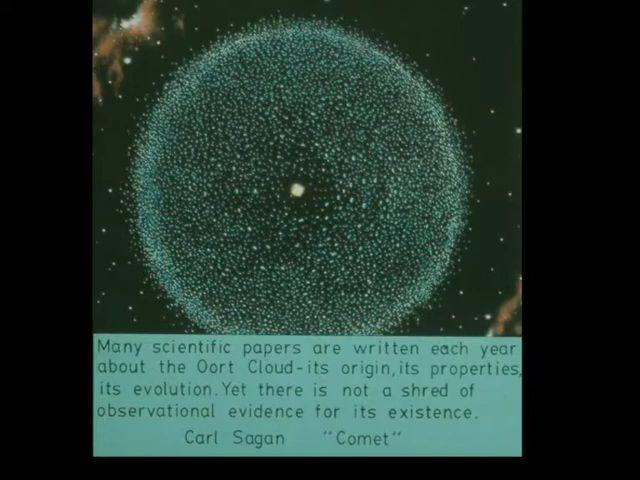 Many scientific papers are written each year
about the Oort Cloud-its origin, its properties,
its evolution. Yet there is not a shred of
observational evidence for its existence.
Carl Sagan "Comet"